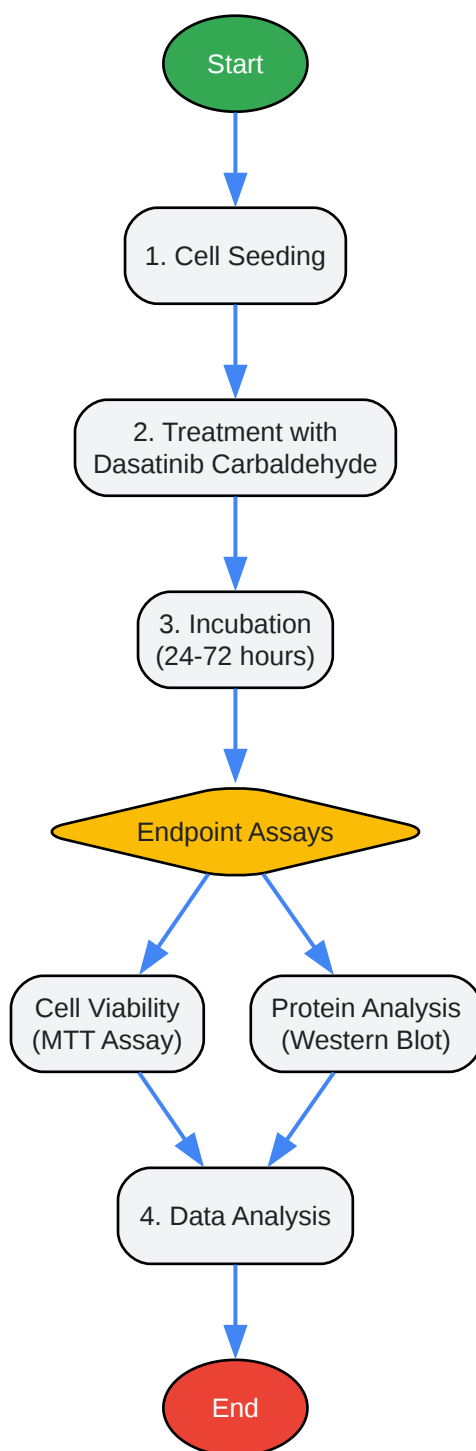 Start
1. Cell Seeding
2. Treatment with
Dasatinib Carbaldehyde
3. Incubation
(24-72 hours)
Endpoint Assays
Cell Viability
(MTT Assay)
Protein Analysis
(Western Blot)
4. Data Analysis
End